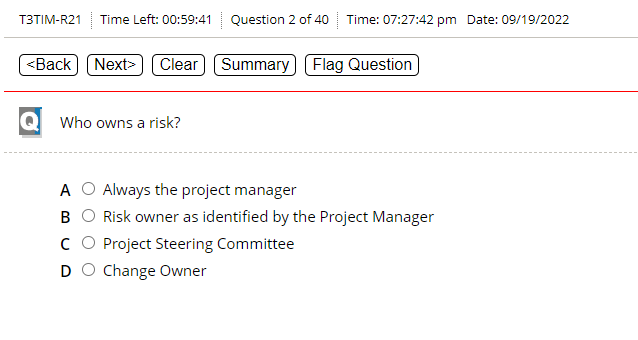 T3TIM-R21 Time Left: 00:59:41 Question 2 of 40 Time: 07:27:42 pm Date: 09/19/2022
<Back Next> Clear Summary Flag Question
Q Who owns a risk?
A Always the project manager
B Risk owner as identified by the Project Manager
C Project Steering Committee
D Change Owner